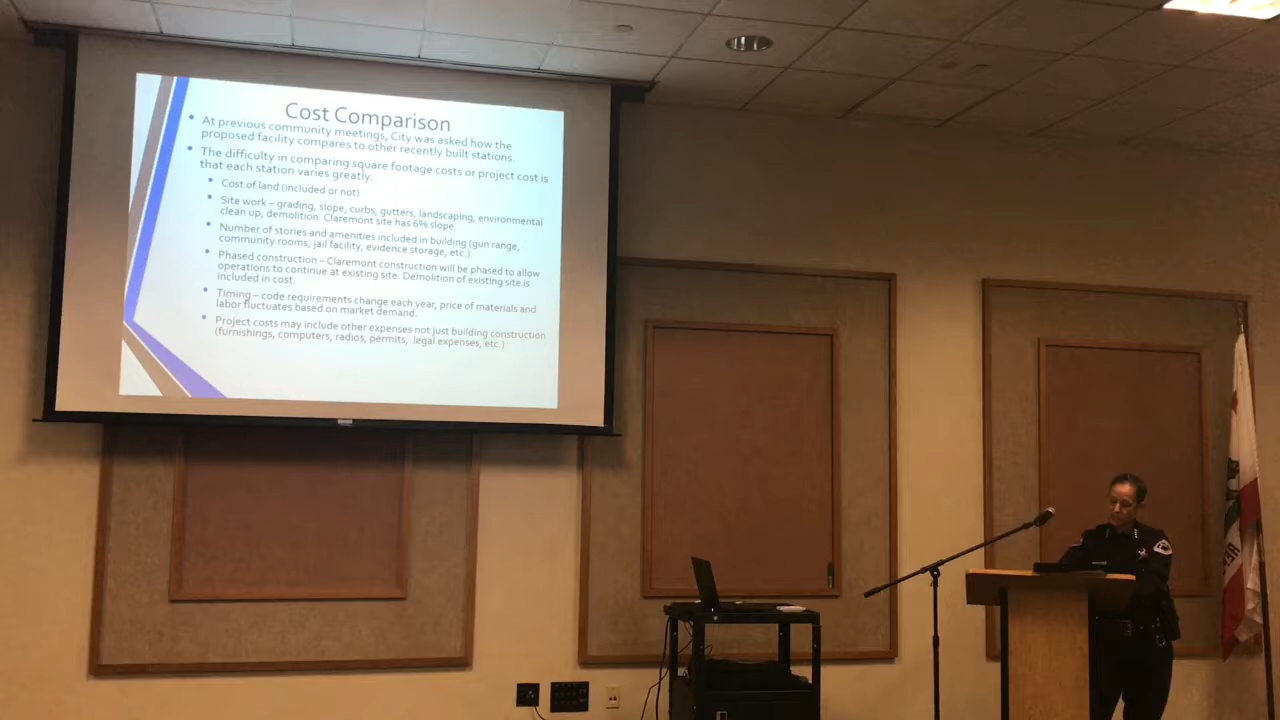 Cost Comparison
At previous community meetings, City was asked how the
proposed facility compares to other recently built stations.
The difficulty in comparing square footage costs or project cost is
that each station varies greatly.
Cost of land (included or not)
Site work – grading, slope, curbs, gutters, landscaping, environmental
clean up, demolition. Claremont site has 6% slope.
Number of stories and amenities included in building (gun range,
community rooms, jail facility, evidence storage, etc.).
Phased construction – Claremont construction will be phased to allow
operations to continue at existing site. Demolition of existing site is
included in cost.
Timing – code requirements change each year, price of materials and
labor fluctuates based on market demand.
Project costs may include other expenses not just building construction
(furnishings, computers, radios, permits, legal expenses, etc.)